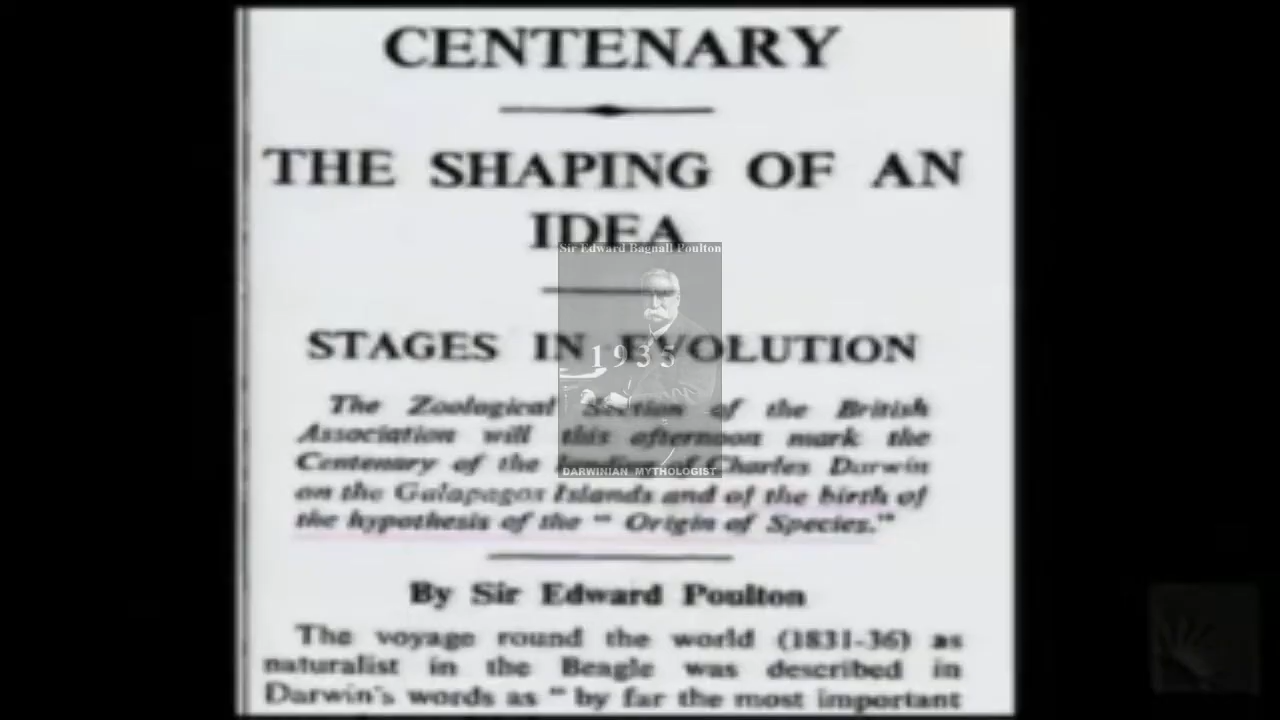 CENTENARY
THE SHAPING OF AN
IDEA
Sir Edward Bagnall Poulton
STAGES IN EVOLUTION
1935
The Zoological Section of the British
Association will this afternoon mark the
Centenary of the landing of Charles Darwin
DARWINIAN MYTHOLOGIST
on the Galapagos Islands and of the birth of
the hypothesis of the “ Origin of Species.”
By Sir Edward Poulton
The voyage round the world (1831-36) as
naturalist in the Beagle was described in
Darwin's words as “ by far the most important